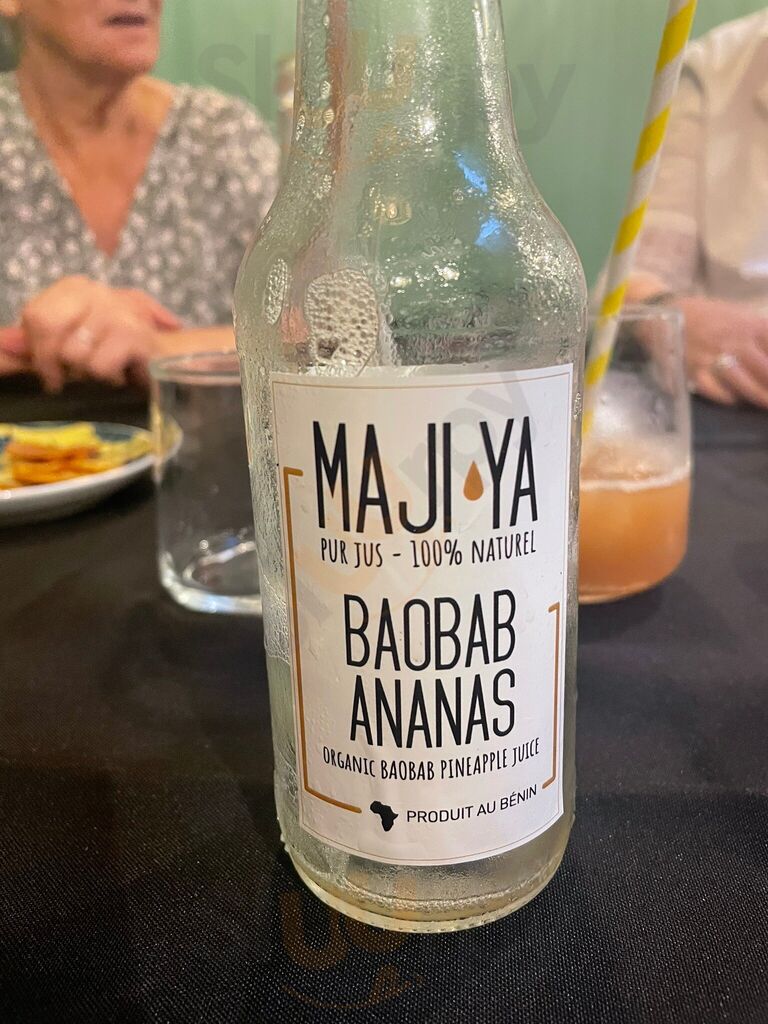 MAJI YA
PUR JUS - 100% NATUREL
BAOBAB
ANANAS
ORGANIC BAOBAB PINEAPPLE JUICE
PRODUIT AU BÉNIN